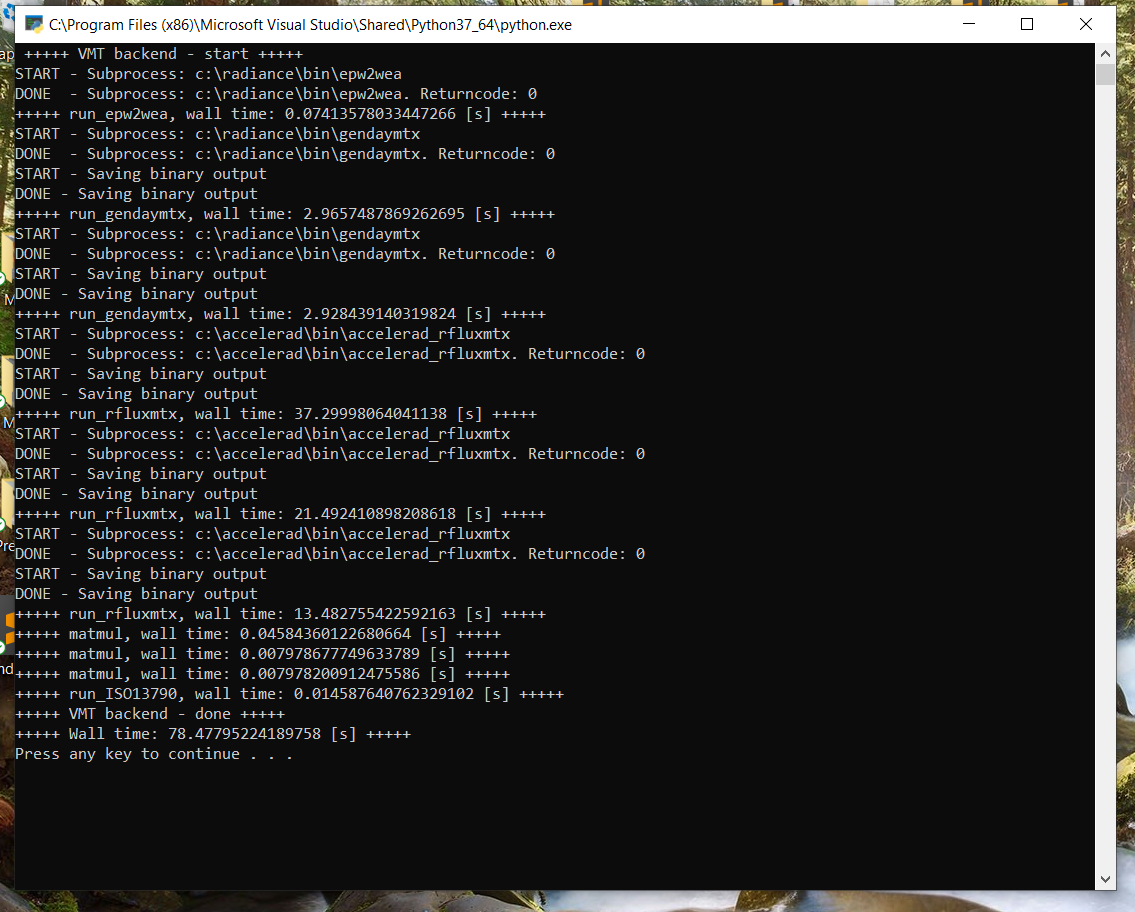 C:\Program Files (x86)\Microsoft Visual Studio\Shared\Python37_64\python.exe
+++++ VMT backend - start +++++
START - Subprocess: c:\radiance\bin\epw2wea
DONE  - Subprocess: c:\radiance\bin\epw2wea. Returncode: 0
+++++ run_epw2wea, wall time: 0.07413578033447266 [s] +++++
START - Subprocess: c:\radiance\bin\gendaymtx
DONE  - Subprocess: c:\radiance\bin\gendaymtx. Returncode: 0
START - Saving binary output
DONE - Saving binary output
+++++ run_gendaymtx, wall time: 2.9657487869262695 [s] +++++
START - Subprocess: c:\radiance\bin\gendaymtx
DONE  - Subprocess: c:\radiance\bin\gendaymtx. Returncode: 0
START - Saving binary output
DONE - Saving binary output
+++++ run_gendaymtx, wall time: 2.928439140319824 [s] +++++
START - Subprocess: c:\accelerad\bin\accelerad_rfluxmtx
DONE  - Subprocess: c:\accelerad\bin\accelerad_rfluxmtx. Returncode: 0
START - Saving binary output
DONE - Saving binary output
+++++ run_rfluxmtx, wall time: 37.29998064041138 [s] +++++
START - Subprocess: c:\accelerad\bin\accelerad_rfluxmtx
DONE  - Subprocess: c:\accelerad\bin\accelerad_rfluxmtx. Returncode: 0
START - Saving binary output
DONE - Saving binary output
+++++ run_rfluxmtx, wall time: 21.492410898208618 [s] +++++
START - Subprocess: c:\accelerad\bin\accelerad_rfluxmtx
DONE  - Subprocess: c:\accelerad\bin\accelerad_rfluxmtx. Returncode: 0
START - Saving binary output
DONE - Saving binary output
+++++ run_rfluxmtx, wall time: 13.482755422592163 [s] +++++
+++++ matmul, wall time: 0.04584360122680664 [s] +++++
+++++ matmul, wall time: 0.007978677749633789 [s] +++++
+++++ matmul, wall time: 0.007978200912475586 [s] +++++
+++++ run_ISO13790, wall time: 0.014587640762329102 [s] +++++
+++++ VMT backend - done +++++
+++++ Wall time: 78.47795224189758 [s] +++++
Press any key to continue . . .